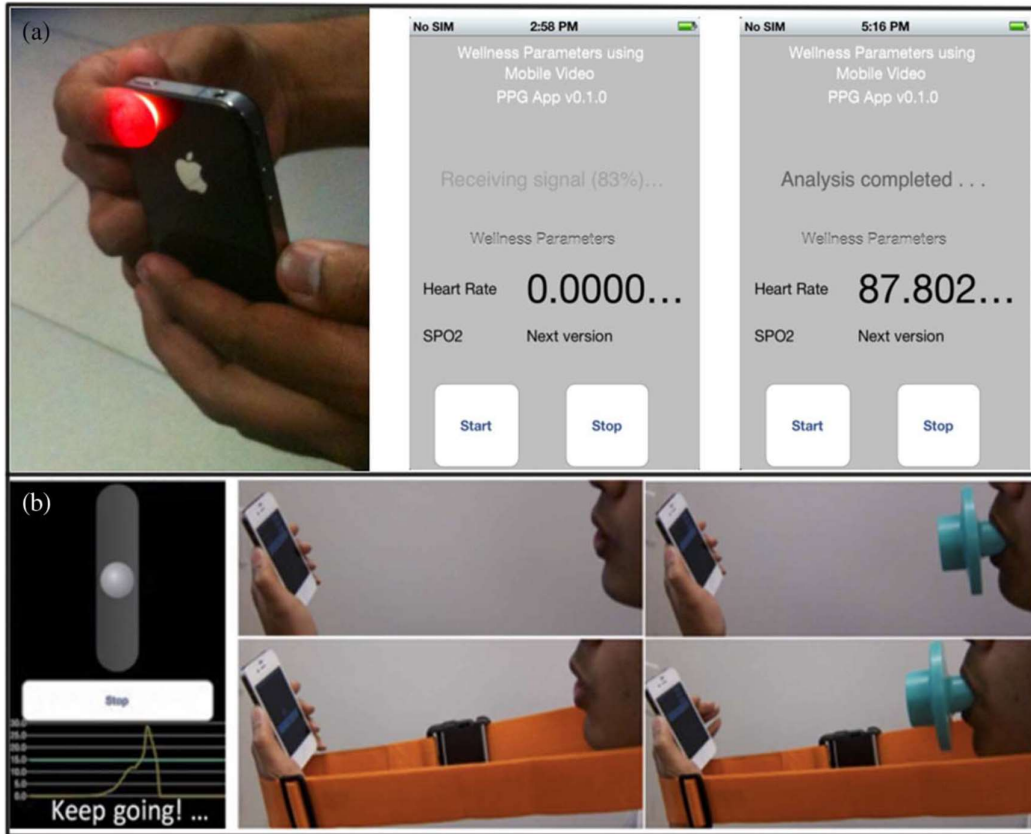 (a)
No SIM 2:58 PM
Wellness Parameters using
Mobile Video
PPG App v0.1.0
Receiving signal (83%)...
Wellness Parameters
Heart Rate 0.0000...
SPO2 Next version
Start Stop
No SIM 5:16 PM
Wellness Parameters using
Mobile Video
PPG App v0.1.0
Analysis completed . . .
Wellness Parameters
Heart Rate 87.802...
SPO2 Next version
Start Stop
(b)
Stop
30.0
25.0
20.0
15.0
10.0
5.0
0.0
Keep going! ...